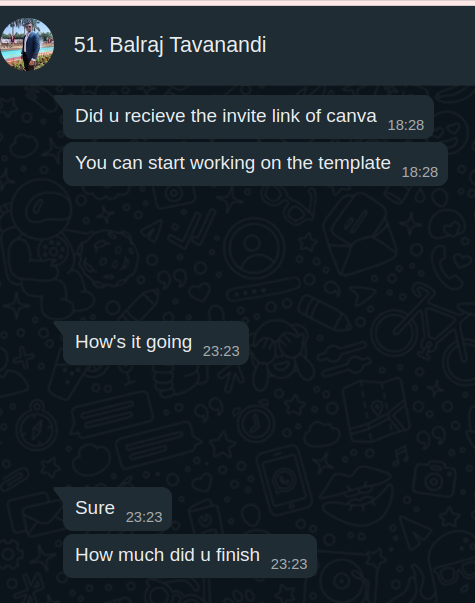 51. Balraj Tavanandi
Did u recieve the invite link of canva 18:28
You can start working on the template 18:28
How's it going 23:23
Sure 23:23
How much did u finish 23:23